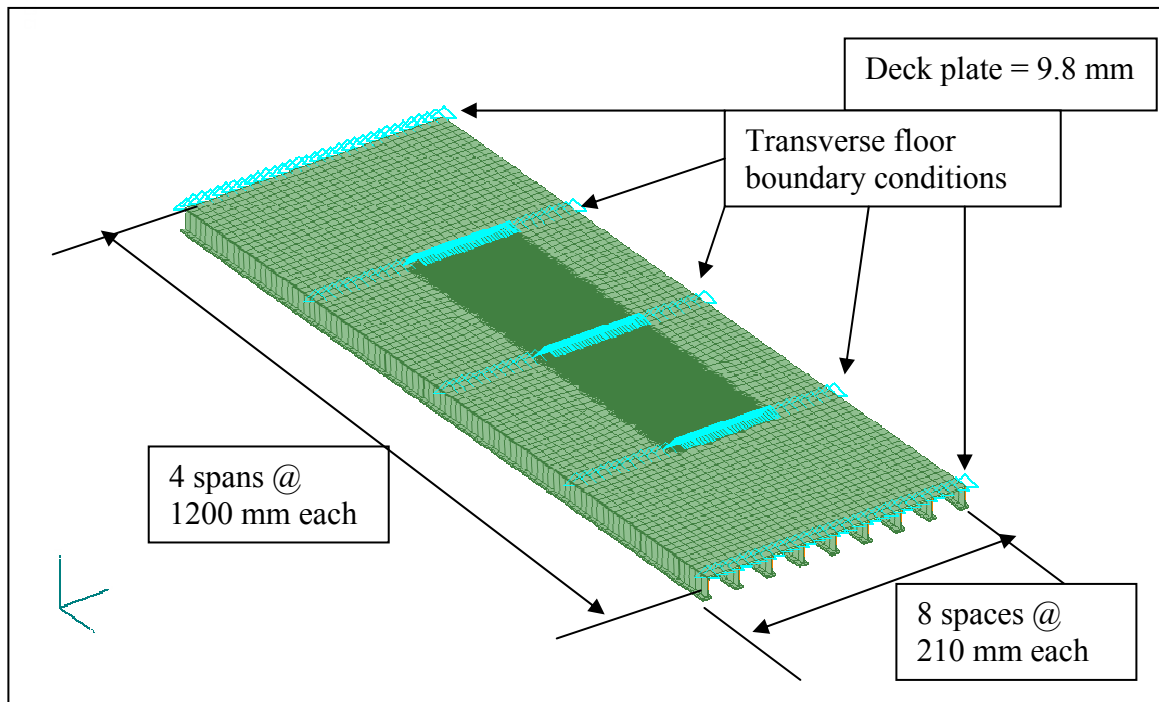 Deck plate = 9.8 mm
Transverse floor
boundary conditions
4 spans @
1200 mm each
8 spaces @
210 mm each